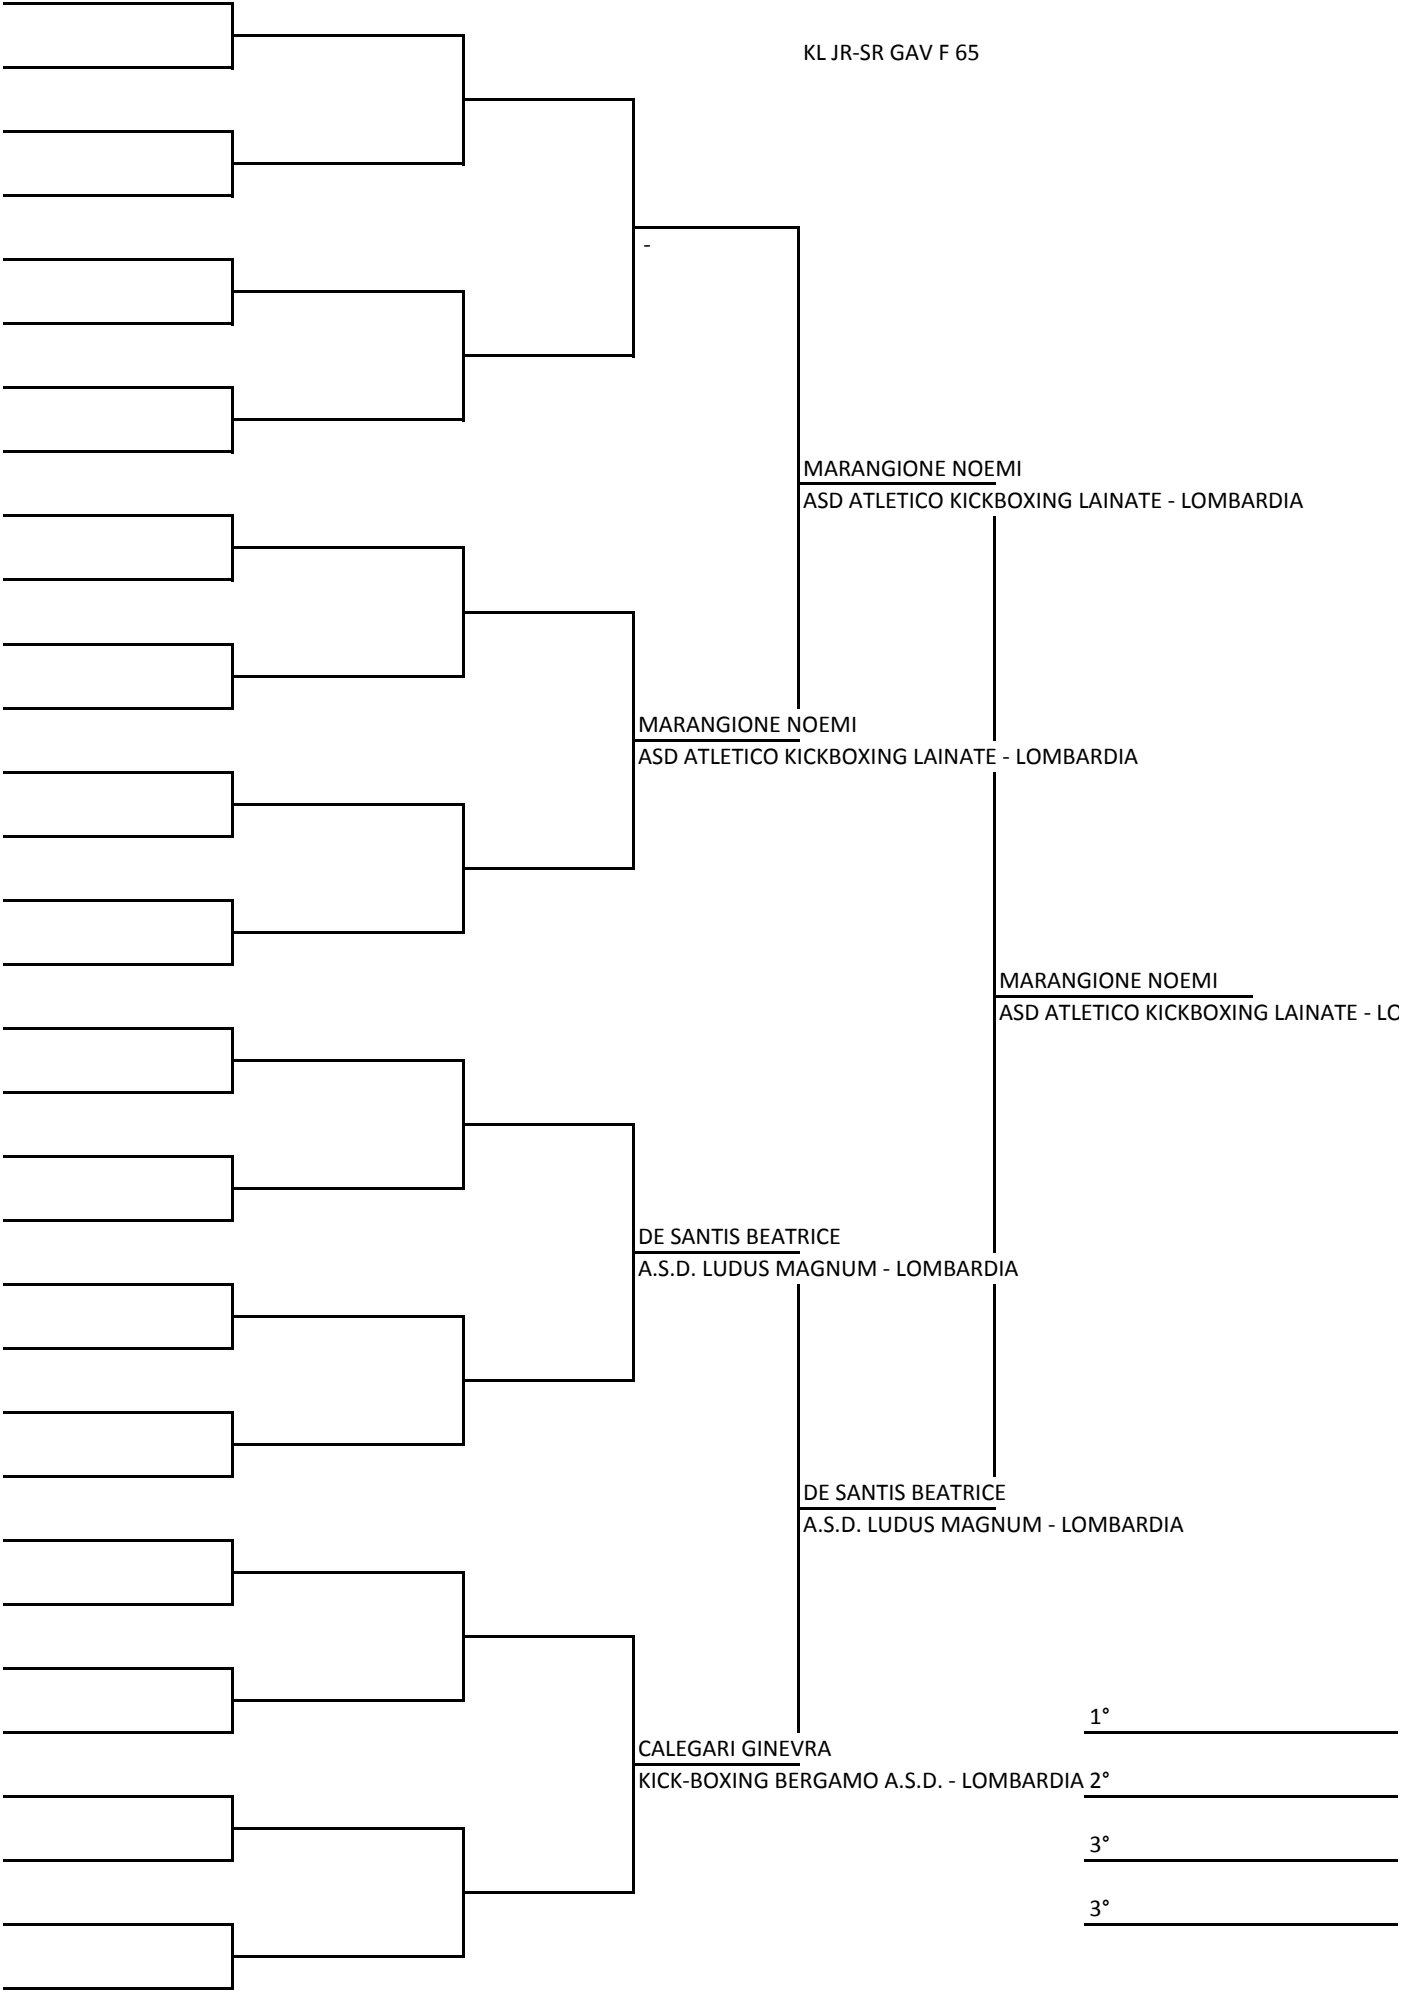 KL JR-SR GAV F 65
-
MARANGIONE NOEMI
ASD ATLETICO KICKBOXING LAINATE - LOMBARDIA
MARANGIONE NOEMI
ASD ATLETICO KICKBOXING LAINATE - LOMBARDIA
MARANGIONE NOEMI
ASD ATLETICO KICKBOXING LAINATE - LO
DE SANTIS BEATRICE
A.S.D. LUDUS MAGNUM - LOMBARDIA
DE SANTIS BEATRICE
A.S.D. LUDUS MAGNUM - LOMBARDIA
1°
CALEGARI GINEVRA
KICK-BOXING BERGAMO A.S.D. - LOMBARDIA 2°
3°
3°